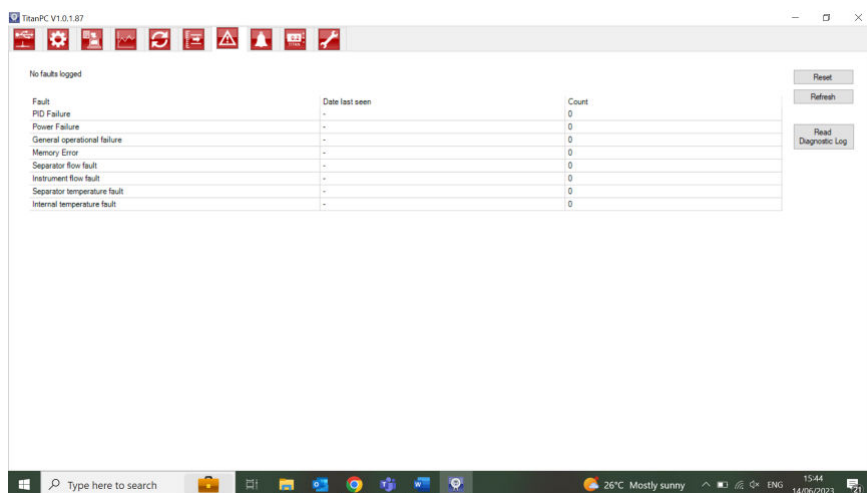 TitanPC V1.0.1.87
No faults logged
Reset
Refresh
Read
Diagnostic Log
Fault Date last seen Count
PID Failure - 0
Power Failure - 0
General operational failure - 0
Memory Error - 0
Separator flow fault - 0
Instrument flow fault - 0
Separator temperature fault - 0
Internal temperature fault - 0
Type here to search
26°C Mostly sunny
ENG
15:44
14/06/2023